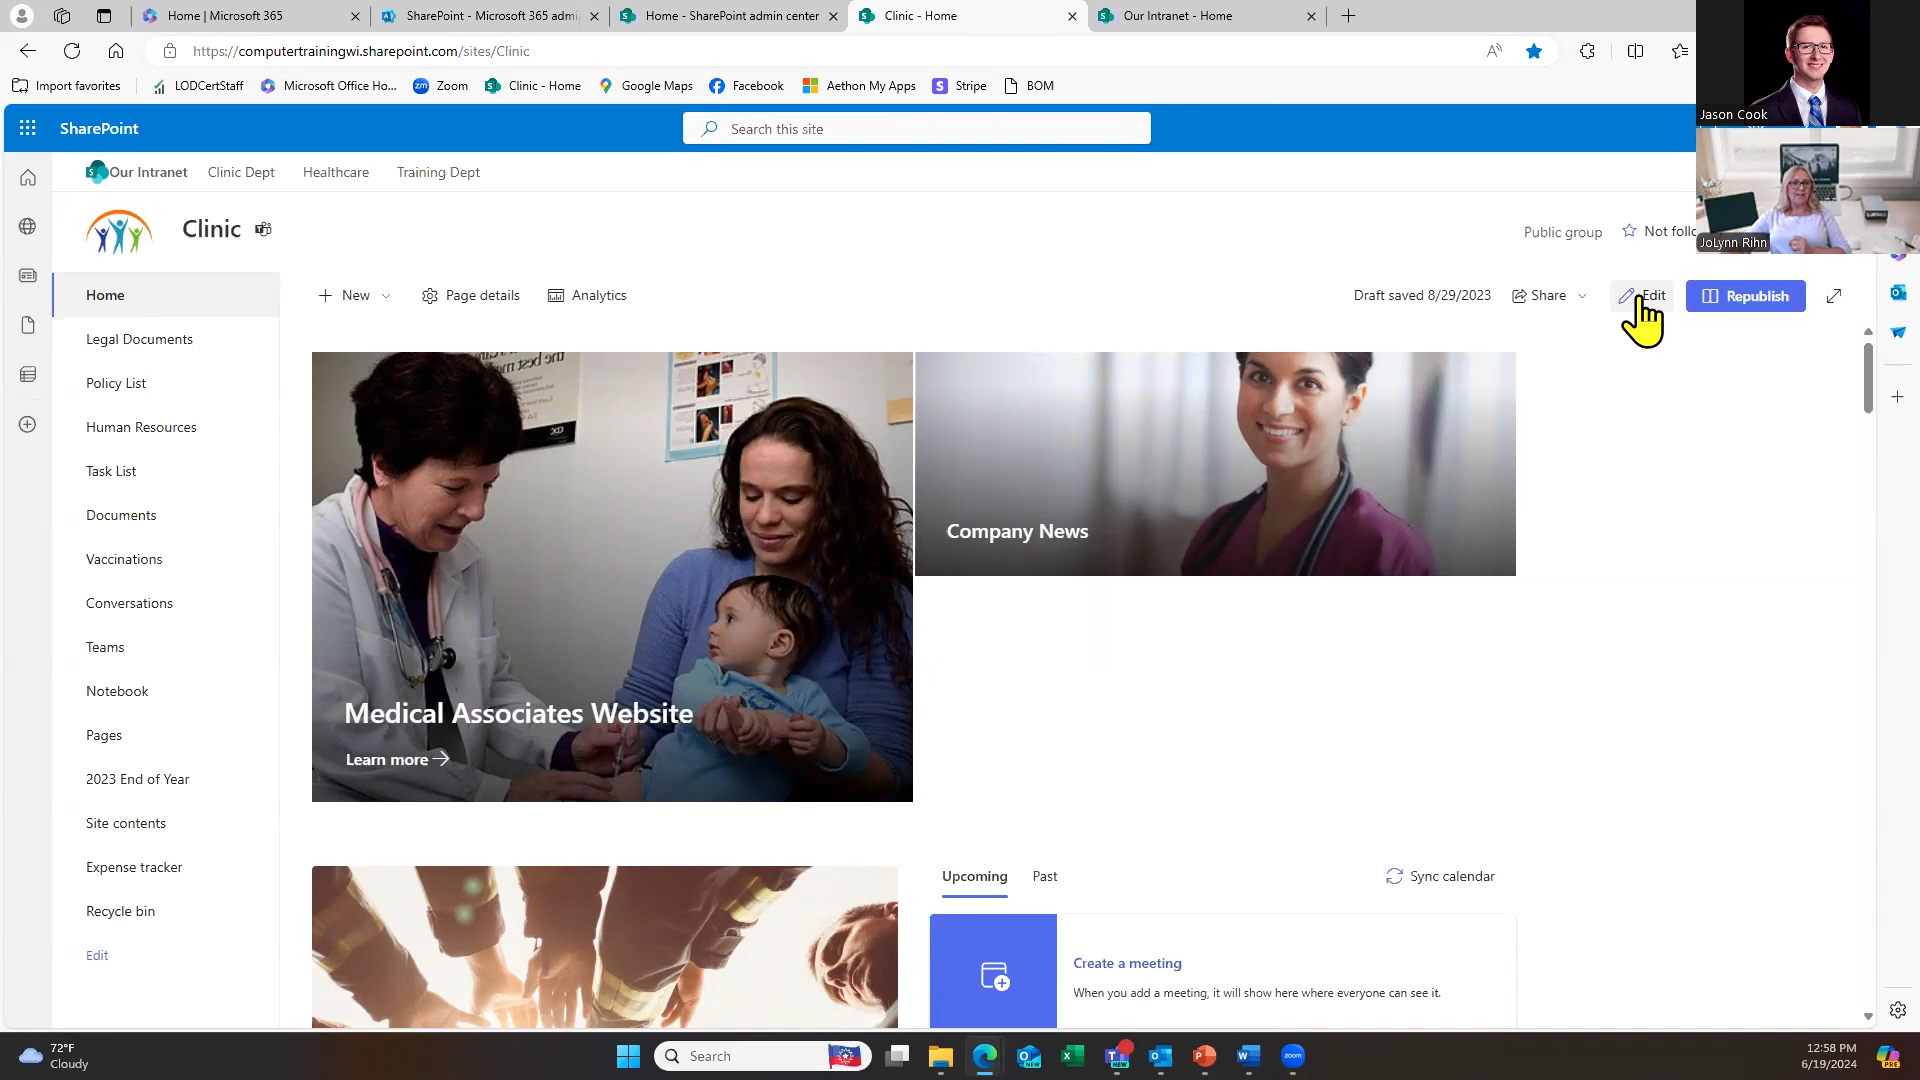 Home | Microsoft 365
SharePoint - Microsoft 365 admi
Home - SharePoint admin center
Clinic - Home
Our Intranet - Home
https://computertrainingwi.sharepoint.com/sites/Clinic
Import favorites
LODCertStaff
Microsoft Office Ho...
Zoom
Clinic - Home
Google Maps
Facebook
Aethon My Apps
Stripe
BOM
Jason Cook
SharePoint
Search this site
Our Intranet
Clinic Dept
Healthcare
Training Dept
Clinic
Public group
Not follo
JoLynn Rihn
Home
Legal Documents
Policy List
Human Resources
Task List
Documents
Vaccinations
Conversations
Teams
Notebook
Pages
2023 End of Year
Site contents
Expense tracker
Recycle bin
Edit
New
Page details
Analytics
Draft saved 8/29/2023
Share
Edit
Republish
Medical Associates Website
Learn more
Company News
Upcoming
Past
Sync calendar
Create a meeting
When you add a meeting, it will show here where everyone can see it.
72°F
Cloudy
Search
12:58 PM
6/19/2024